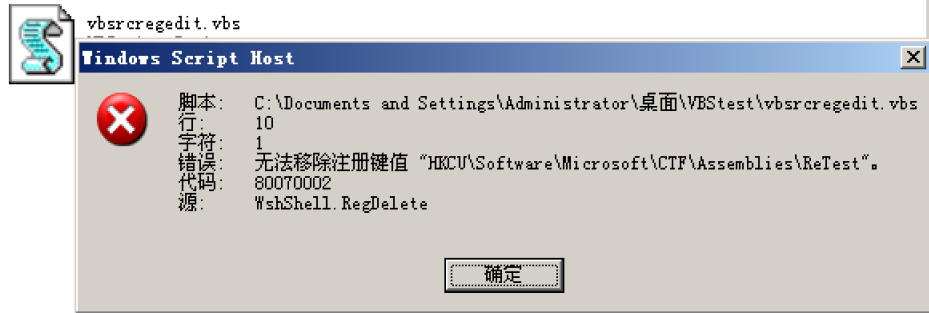 vbsrcregedit.vbs
Windows Script Host
脚本: C:\Documents and Settings\Administrator\桌面\VBStest\vbsrcregedit.vbs
行: 10
字符: 1
错误: 无法移除注册键值 “HKCU\Software\Microsoft\CTF\Assemblies\ReTest”。
代码: 80070002
源: WshShell.RegDelete
确定